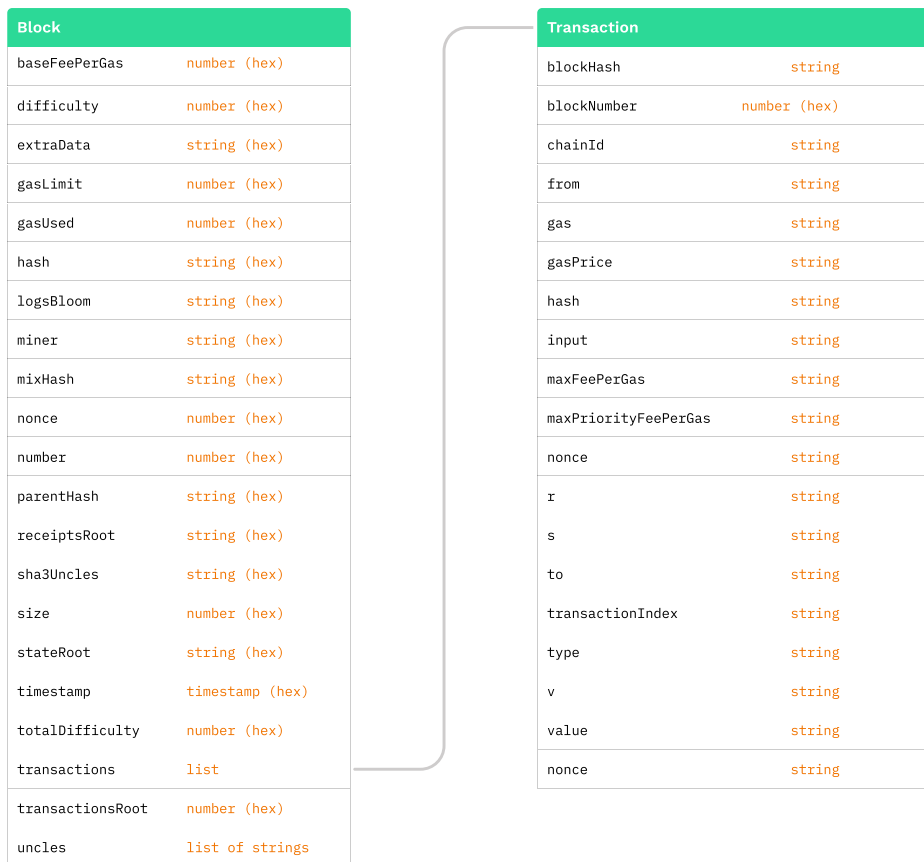 Block
baseFeePerGas number (hex)
difficulty number (hex)
extraData string (hex)
gasLimit number (hex)
gasUsed number (hex)
hash string (hex)
logsBloom string (hex)
miner string (hex)
mixHash string (hex)
nonce number (hex)
number number (hex)
parentHash string (hex)
receiptsRoot string (hex)
sha3Uncles string (hex)
size number (hex)
stateRoot string (hex)
timestamp timestamp (hex)
totalDifficulty number (hex)
transactions list
transactionsRoot number (hex)
uncles list of strings
Transaction
blockHash string
blockNumber number (hex)
chainId string
from string
gas string
gasPrice string
hash string
input string
maxFeePerGas string
maxPriorityFeePerGas string
nonce string
r string
s string
to string
transactionIndex string
type string
v string
value string
nonce string